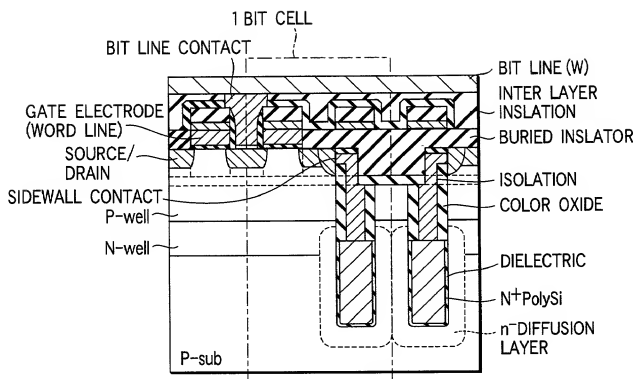 1 BIT CELL
BIT LINE CONTACT
BIT LINE (W)
INTER LAYER
INSLATION
GATE ELECTRODE
(WORD LINE)
BURIED INSLATOR
SOURCE/
DRAIN
ISOLATION
SIDEWALL CONTACT
COLOR OXIDE
P-well
N-well
DIELECTRIC
N+PolySi
n-DIFFUSION
LAYER
P-sub